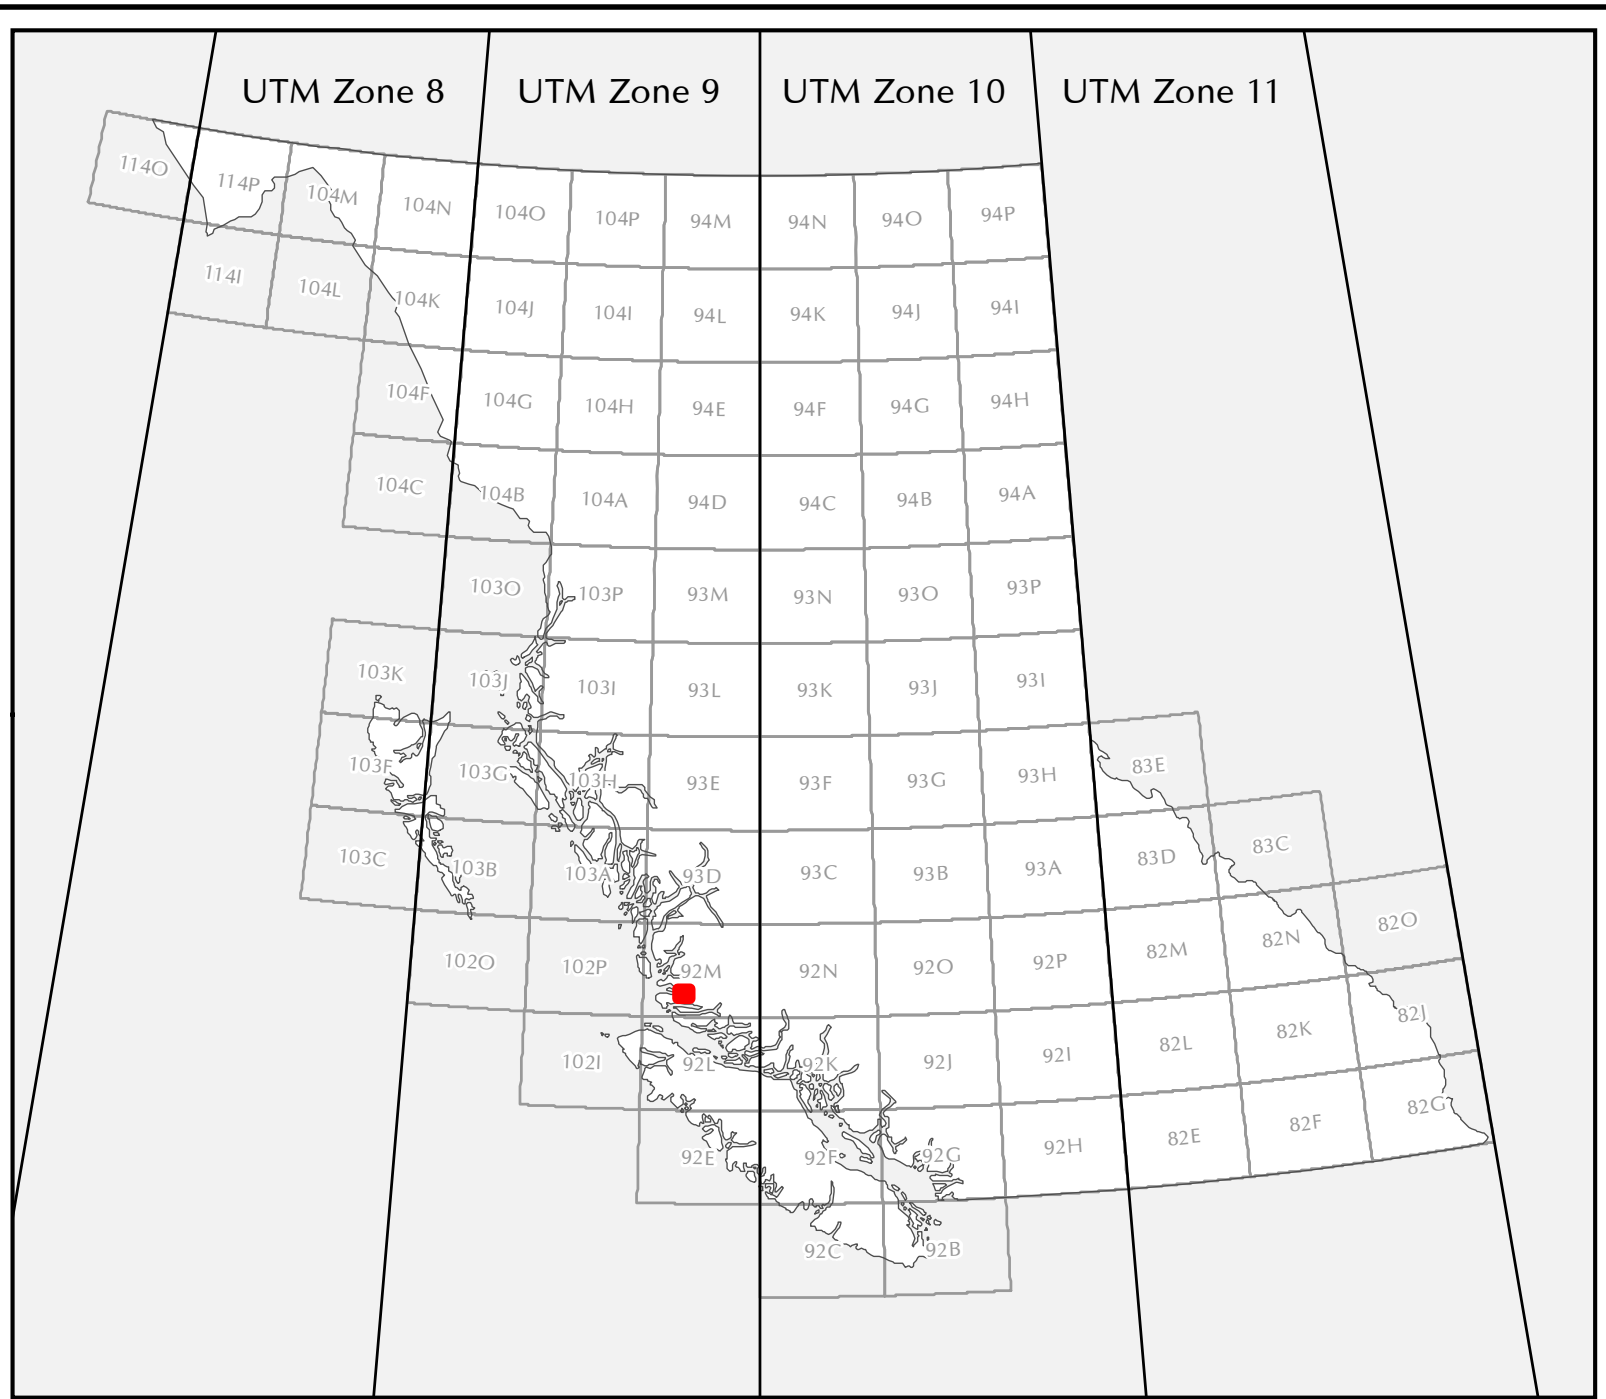 UTM Zone 8 UTM Zone 9 UTM Zone 10 UTM Zone 11
114O 114P 104M 104N 104O 104P 94M 94N 94O 94P
114I 104L 104K 104J 104I 94L 94K 94J 94I
104F 104G 104H 94E 94F 94G 94H
104C 104B 104A 94D 94C 94B 94A
103O 103P 93M 93N 93O 93P
103K 103J 103I 93L 93K 93J 93I
103F 103G 103H 93E 93F 93G 93H 83E
103C 103B 103A 93D 93C 93B 93A 83D 83C
102O 102P 92M 92N 92O 92P 82M 82N 82O
102I 92L 92K 92J 92I 82L 82K 82J
92E 92F 92G 92H 82E 82F 82G
92C 92B